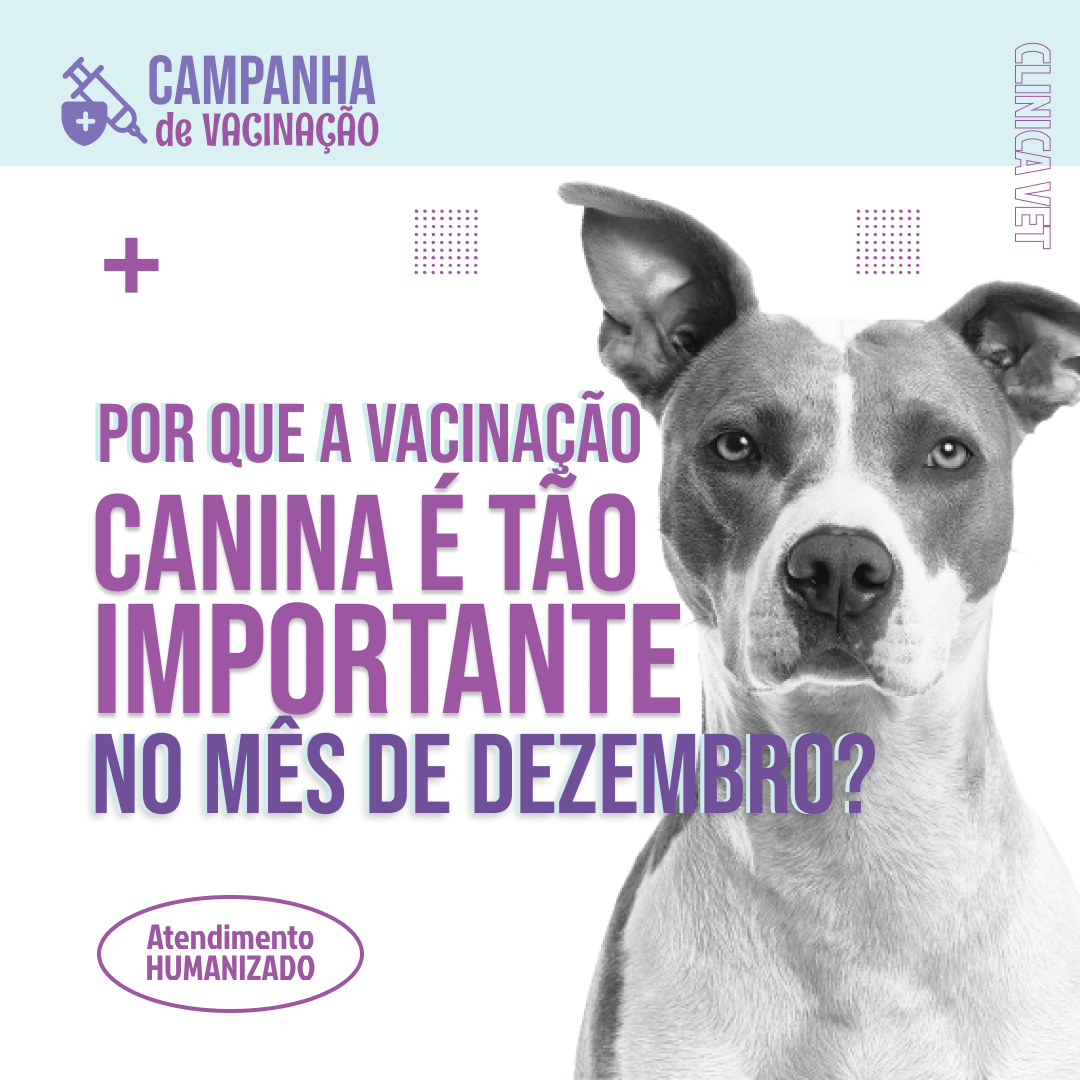 CAMPANHA
de VACINAÇÃO
CLINICA VET
POR QUE A VACINAÇÃO
CANINA É TÃO
IMPORTANTE
NO MÊS DE DEZEMBRO?
Atendimento
HUMANIZADO